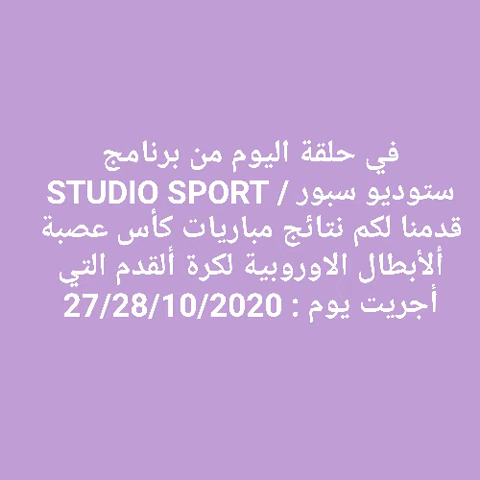 في حلقة اليوم من برنامج
ستوديو سبور / STUDIO SPORT
قدمنا لكم نتائج مباريات كأس عصبة
ألأبطال الاوروبية لكرة ألقدم التي
أجريت يوم : 27/28/10/2020